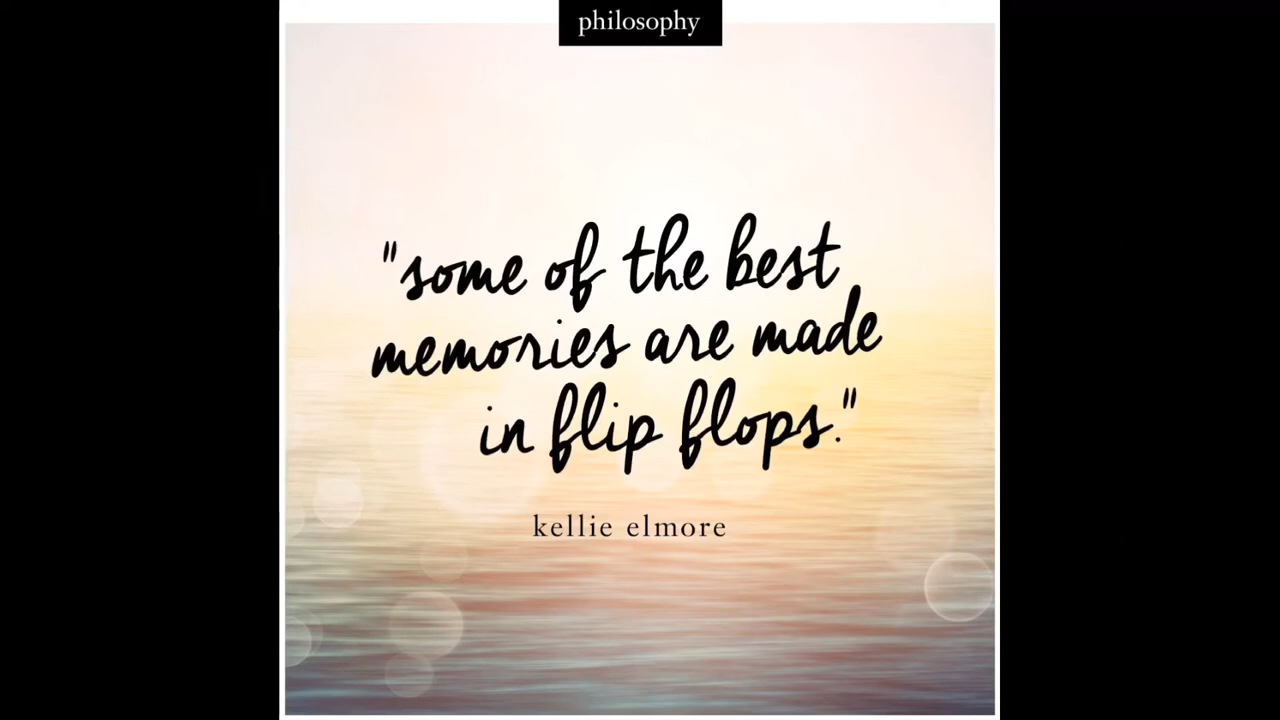 philosophy
"some of the best
memories are made
in flip flops."
kellie elmore